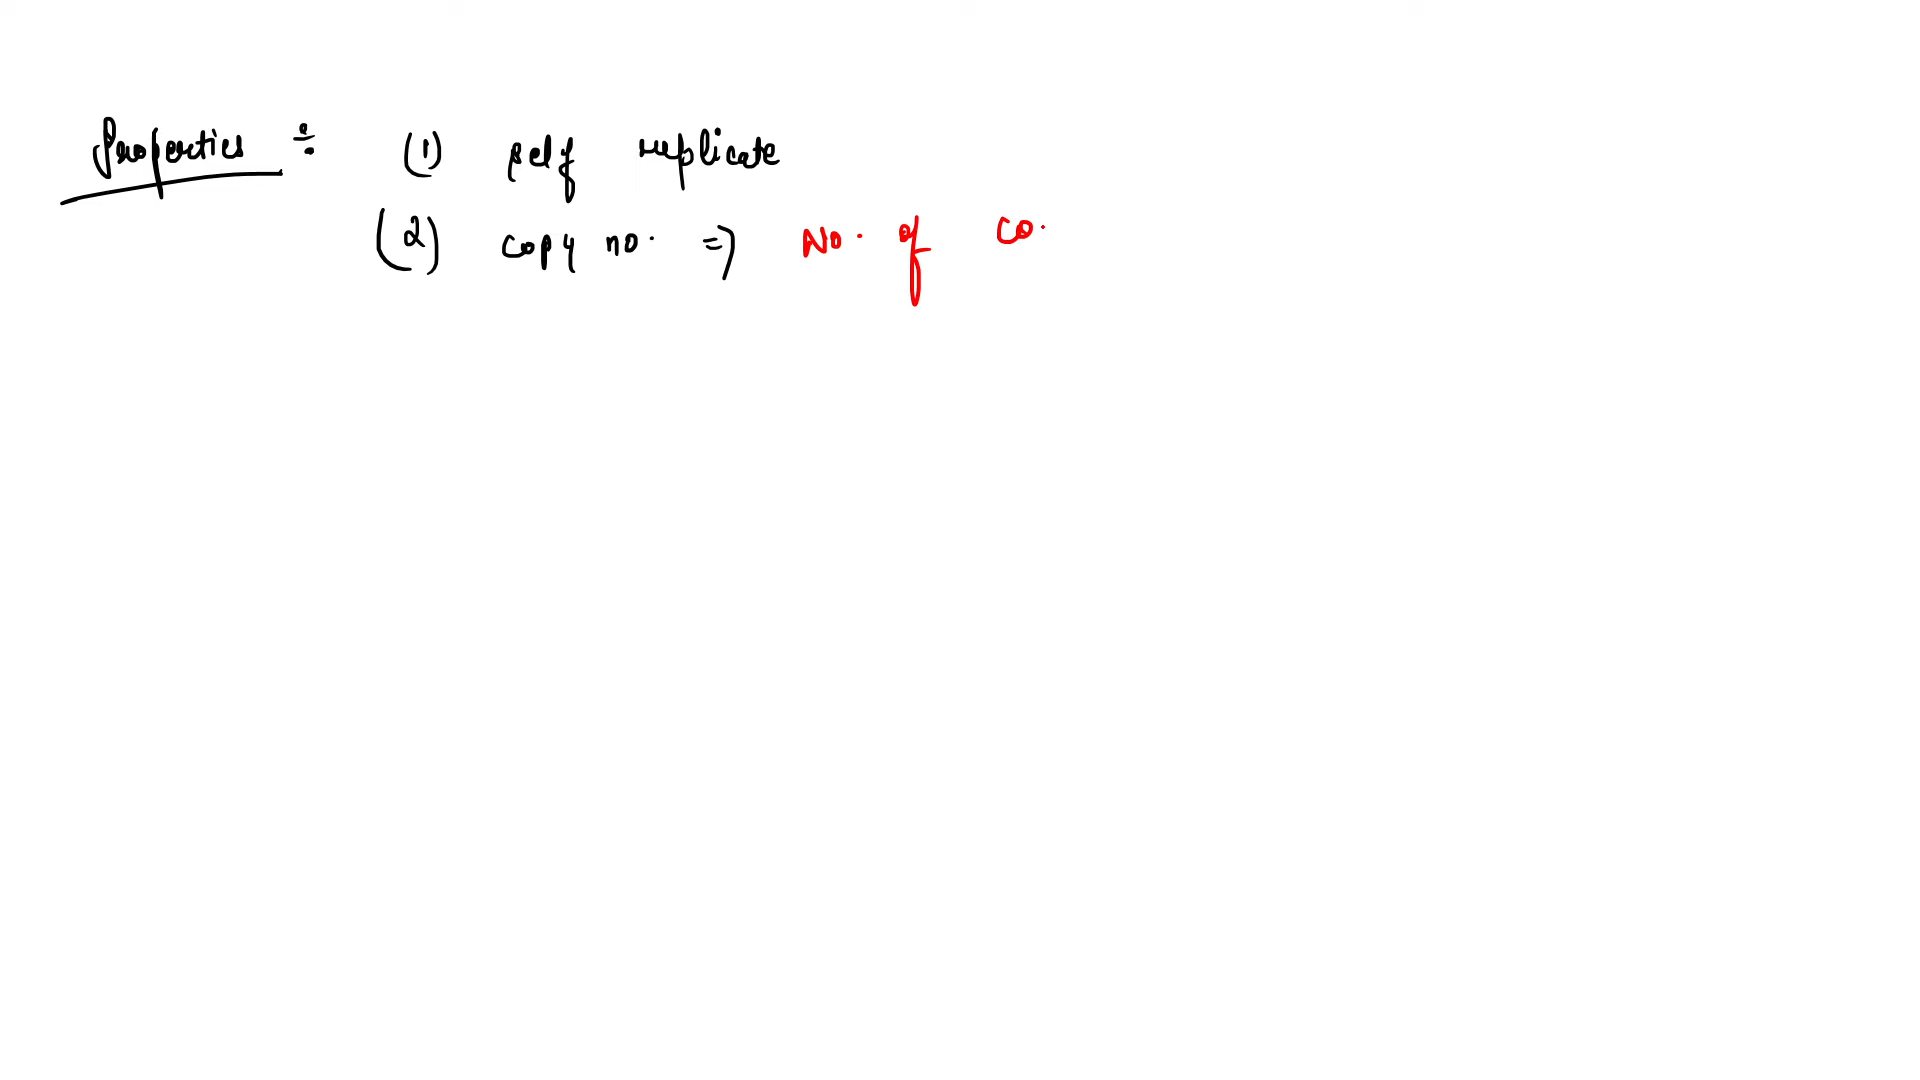 Properties ÷ (1) self replicate
(2) copy no. => No. of co.